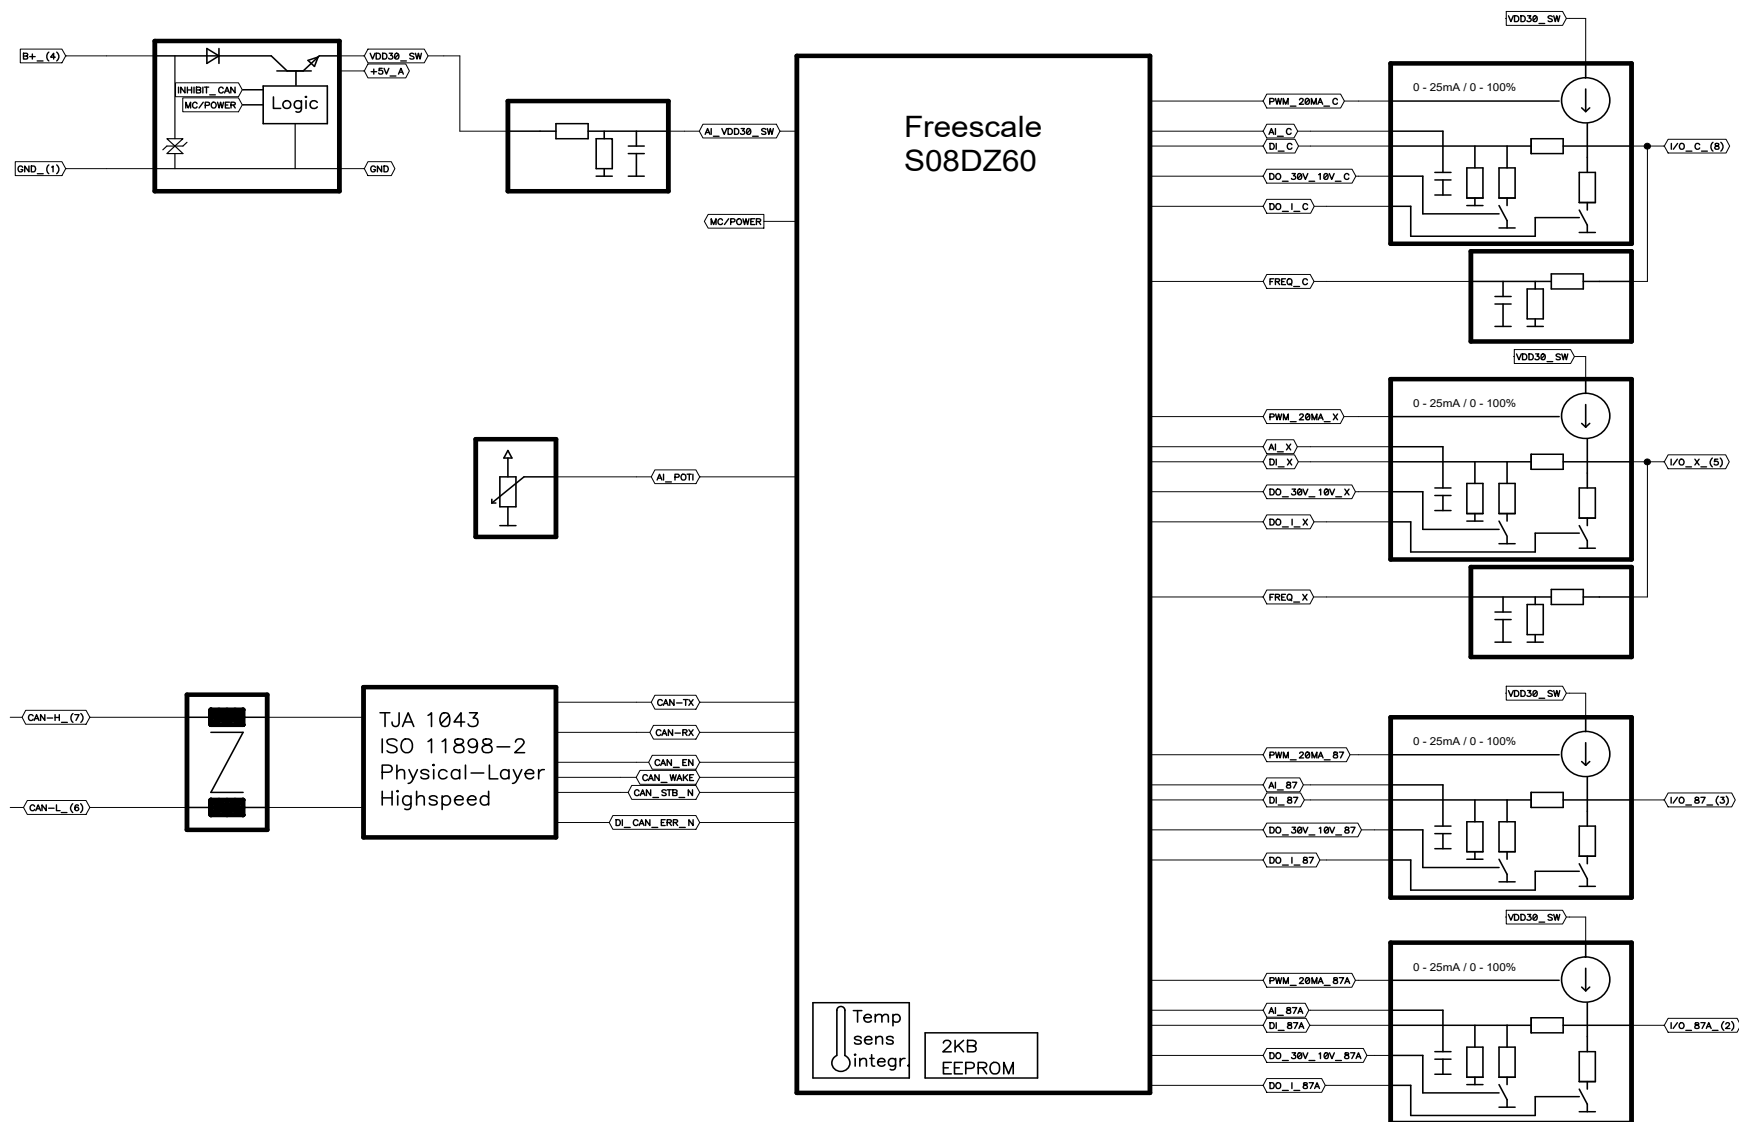 B+_(4)
INHIBIT_CAN
MC/POWER
Logic
VDD30_SW
+5V_A
GND_(1)
GND
AI_VDD30_SW
MC/POWER
AI_POTI
CAN-H_(7)
CAN-L_(6)
TJA 1043
ISO 11898-2
Physical-Layer
Highspeed
CAN-TX
CAN-RX
CAN_EN
CAN_WAKE
CAN_STB_N
DI_CAN_ERR_N
Freescale
S08DZ60
Temp
sens
integr.
2KB
EEPROM
VDD30_SW
0 - 25mA / 0 - 100%
PWM_20MA_C
AI_C
DI_C
DO_30V_10V_C
DO_I_C
I/O_C_(8)
FREQ_C
VDD30_SW
0 - 25mA / 0 - 100%
PWM_20MA_X
AI_X
DI_X
DO_30V_10V_X
DO_I_X
I/O_X_(5)
FREQ_X
VDD30_SW
0 - 25mA / 0 - 100%
PWM_20MA_87
AI_87
DI_87
DO_30V_10V_87
DO_I_87
I/O_87_(3)
VDD30_SW
0 - 25mA / 0 - 100%
PWM_20MA_87A
AI_87A
DI_87A
DO_30V_10V_87A
DO_I_87A
I/O_87A_(2)